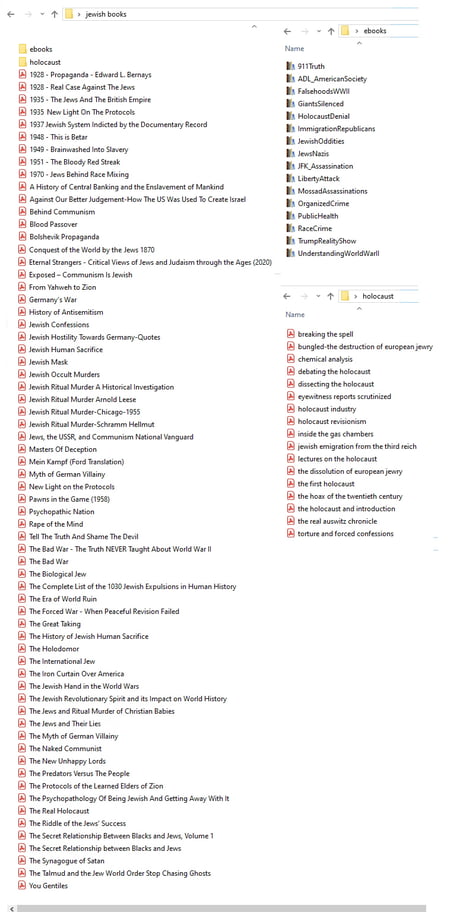 jewish books
ebooks
holocaust
1928 - Propaganda - Edward L. Bernays
1928 - Real Case Against The Jews
1935 - The Jews And The British Empire
1935 New Light On The Protocols
1937 Jewish System Indicted by the Documentary Record
1948 - This is Betar
1949 - Brainwashed Into Slavery
1951 - The Bloody Red Streak
1970 - Jews Behind Race Mixing
A History of Central Banking and the Enslavement of Mankind
Against Our Better Judgement-How The US Was Used To Create Israel
Behind Communism
Blood Passover
Bolshevik Propaganda
Conquest of the World by the Jews 1870
Eternal Strangers - Critical Views of Jews and Judaism through the Ages (2020)
Exposed – Communism Is Jewish
From Yahweh to Zion
Germany's War
History of Antisemitism
Jewish Confessions
Jewish Hostility Towards Germany-Quotes
Jewish Human Sacrifice
Jewish Mask
Jewish Occult Murders
Jewish Ritual Murder A Historical Investigation
Jewish Ritual Murder Arnold Leese
Jewish Ritual Murder-Chicago-1955
Jewish Ritual Murder-Schramm Hellmut
Jews, the USSR, and Communism National Vanguard
Masters Of Deception
Mein Kampf (Ford Translation)
Myth of German Villainy
New Light on the Protocols
Pawns in the Game (1958)
Psychopathic Nation
Rape of the Mind
Tell The Truth And Shame The Devil
The Bad War - The Truth NEVER Taught About World War II
The Bad War
The Biological Jew
The Complete List of the 1030 Jewish Expulsions in Human History
The Era of World Ruin
The Forced War - When Peaceful Revision Failed
The Great Taking
The History of Jewish Human Sacrifice
The Holodomor
The International Jew
The Iron Curtain Over America
The Jewish Hand in the World Wars
The Jewish Revolutionary Spirit and its Impact on World History
The Jews and Ritual Murder of Christian Babies
The Jews and Their Lies
The Myth of German Villainy
The Naked Communist
The New Unhappy Lords
The Predators Versus The People
The Protocols of the Learned Elders of Zion
The Psychopathology Of Being Jewish And Getting Away With It
The Real Holocaust
The Riddle of the Jews' Success
The Secret Relationship Between Blacks and Jews, Volume 1
The Secret Relationship between Blacks and Jews
The Synagogue of Satan
The Talmud and the Jew World Order Stop Chasing Ghosts
You Gentiles
ebooks
Name
911Truth
ADL_AmericanSociety
FalsehoodsWWII
GiantsSilenced
HolocaustDenial
ImmigrationRepublicans
JewishOddities
JewsNazis
JFK_Assassination
LibertyAttack
MossadAssassinations
OrganizedCrime
PublicHealth
RaceCrime
TrumpRealityShow
UnderstandingWorldWarII
holocaust
Name
breaking the spell
bungled-the destruction of european jewry
chemical analysis
debating the holocaust
dissecting the holocaust
eyewitness reports scrutinized
holocaust industry
holocaust revisionism
inside the gas chambers
jewish emigration from the third reich
lectures on the holocaust
the dissolution of european jewry
the first holocaust
the hoax of the twentieth century
the holocaust and introduction
the real auswitz chronicle
torture and forced confessions